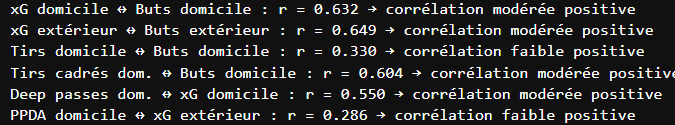 xG domicile ↔ Buts domicile : r = 0.632 → corrélation modérée positive
xG extérieur ↔ Buts extérieur : r = 0.649 → corrélation modérée positive
Tirs domicile ↔ Buts domicile : r = 0.330 → corrélation faible positive
Tirs cadrés dom. ↔ Buts domicile : r = 0.604 → corrélation modérée positive
Deep passes dom. ↔ xG domicile : r = 0.550 → corrélation modérée positive
PPDA domicile ↔ xG extérieur : r = 0.286 → corrélation faible positive